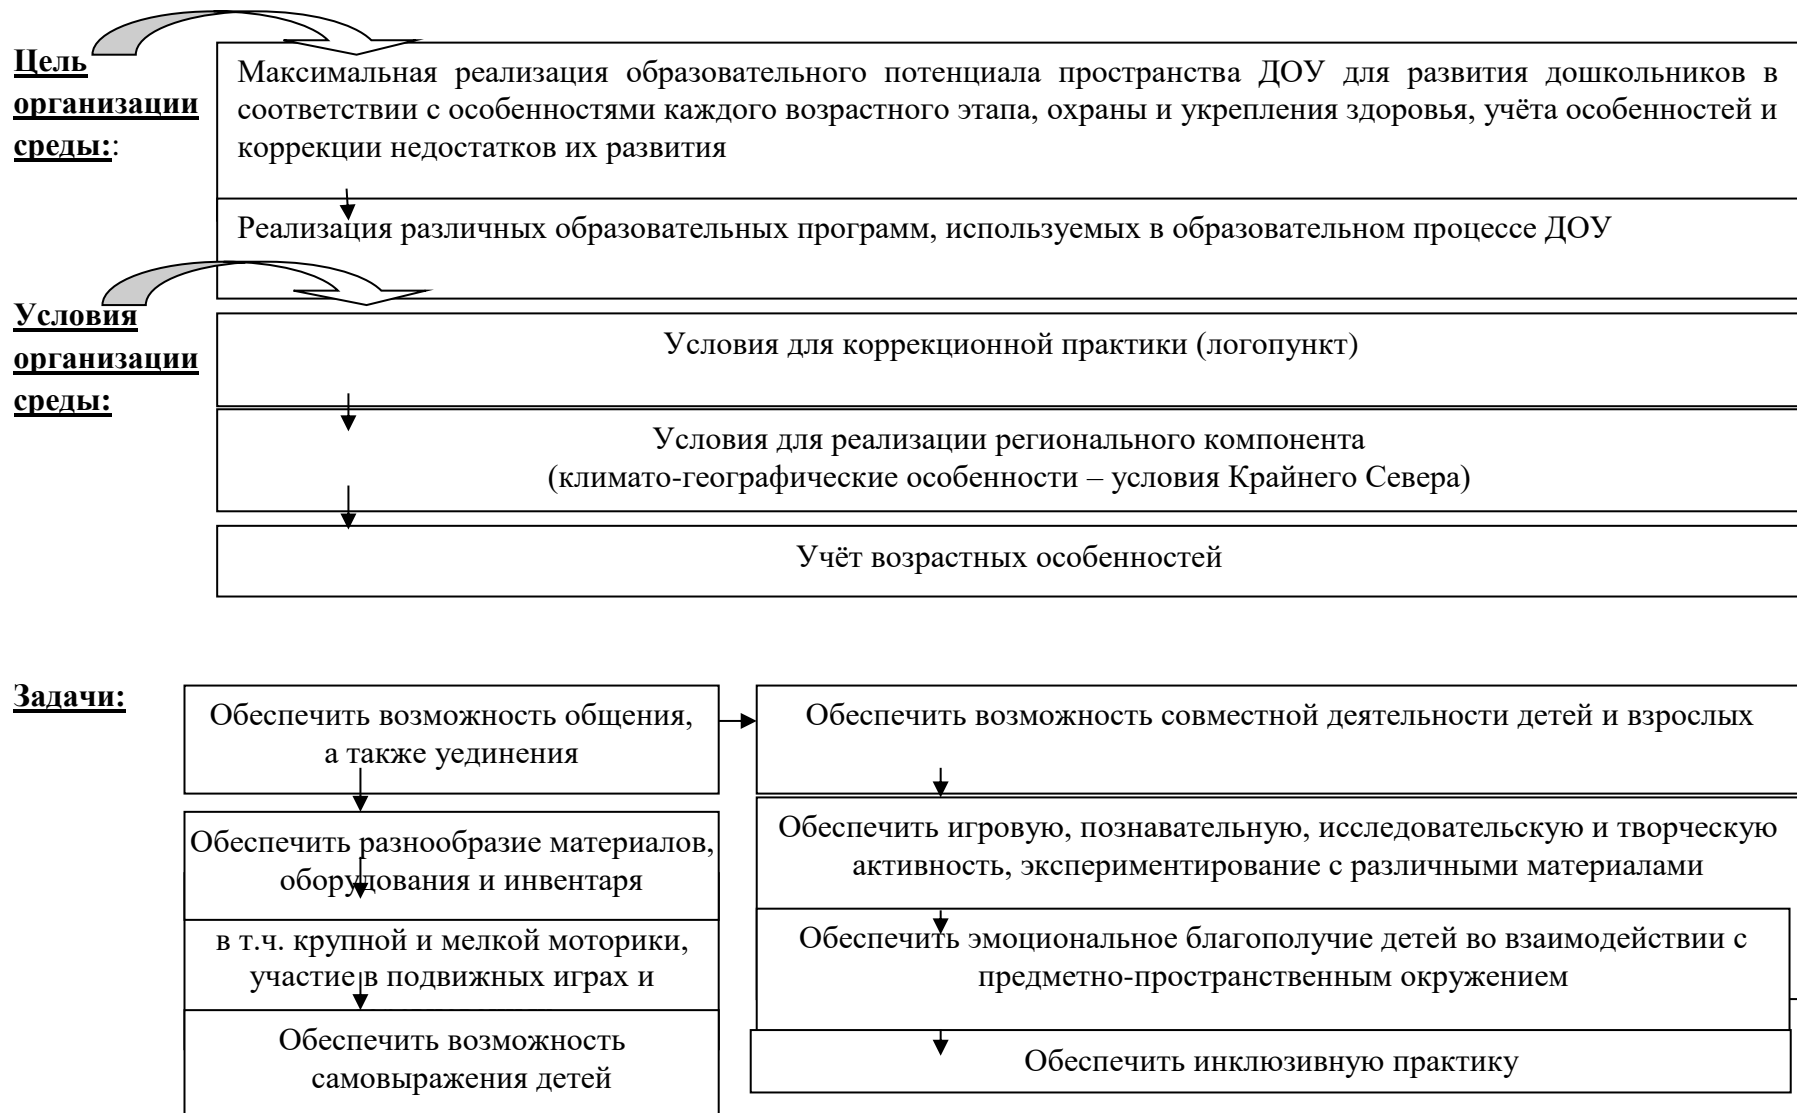 Цель
организации
среды::
Максимальная реализация образовательного потенциала пространства ДОУ для развития дошкольников в
соответствии с особенностями каждого возрастного этапа, охраны и укрепления здоровья, учёта особенностей и
коррекции недостатков их развития
Реализация различных образовательных программ, используемых в образовательном процессе ДОУ
Условия
организации
среды:
Условия для коррекционной практики (логопункт)
Условия для реализации регионального компонента
(климато-географические особенности – условия Крайнего Севера)
Учёт возрастных особенностей
Задачи:
Обеспечить возможность общения,
а также уединения
Обеспечить возможность совместной деятельности детей и взрослых
Обеспечить разнообразие материалов,
оборудования и инвентаря
Обеспечить игровую, познавательную, исследовательскую и творческую
активность, экспериментирование с различными материалами
в т.ч. крупной и мелкой моторики,
участие в подвижных играх и
Обеспечить эмоциональное благополучие детей во взаимодействии с
предметно-пространственным окружением
Обеспечить возможность
самовыражения детей
Обеспечить инклюзивную практику